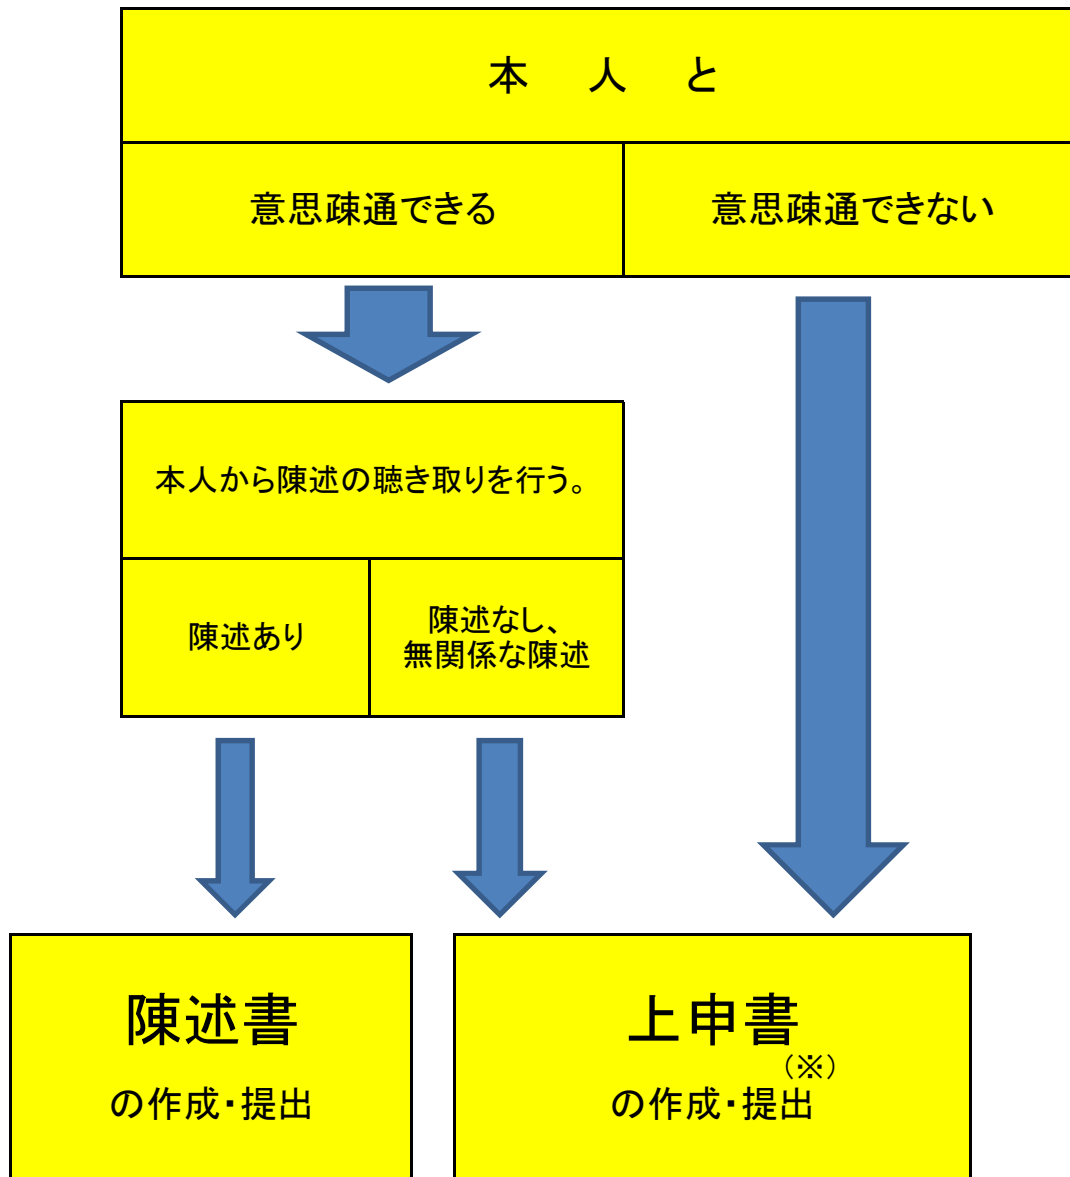 本 人 と
意思疎通できる
意思疎通できない
本人から陳述の聴き取りを行う。
陳述あり
陳述なし、
無関係な陳述
陳述書
の作成・提出
上申書
(※)
の作成・提出